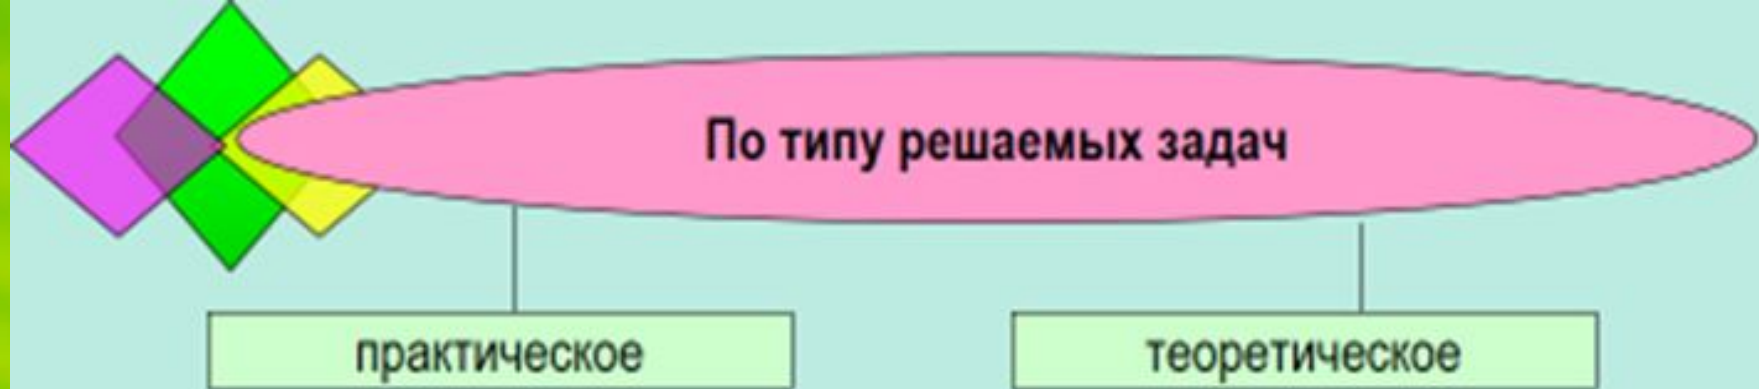 По типу решаемых задач
практическое
теоретическое